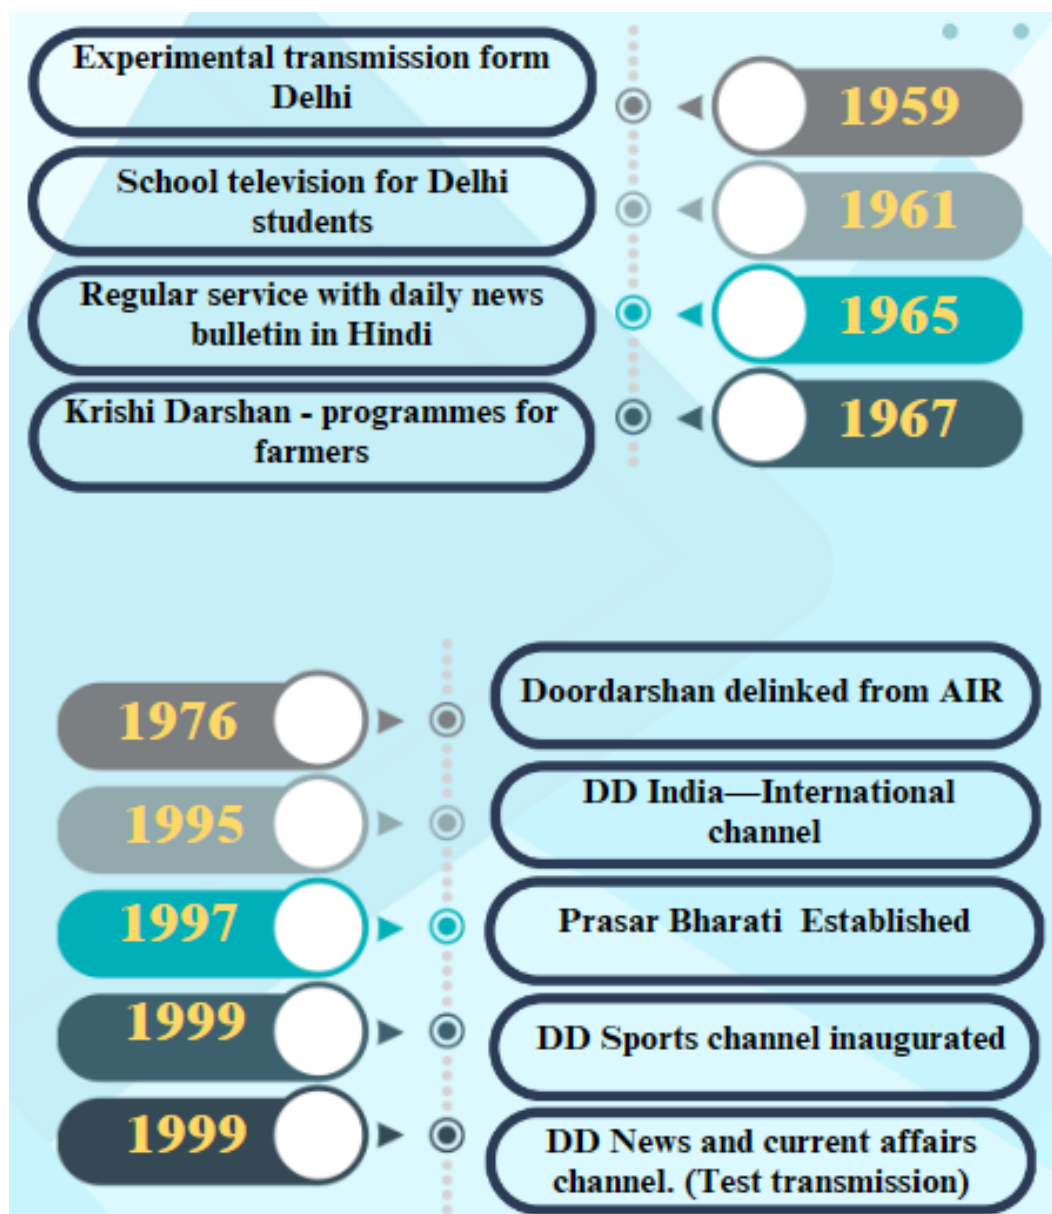 Experimental transmission form
Delhi
1959
School television for Delhi
students
1961
Regular service with daily news
bulletin in Hindi
1965
Krishi Darshan - programmes for
farmers
1967
1976
Doordarshan delinked from AIR
1995
DD India—International
channel
1997
Prasar Bharati Established
1999
DD Sports channel inaugurated
1999
DD News and current affairs
channel. (Test transmission)